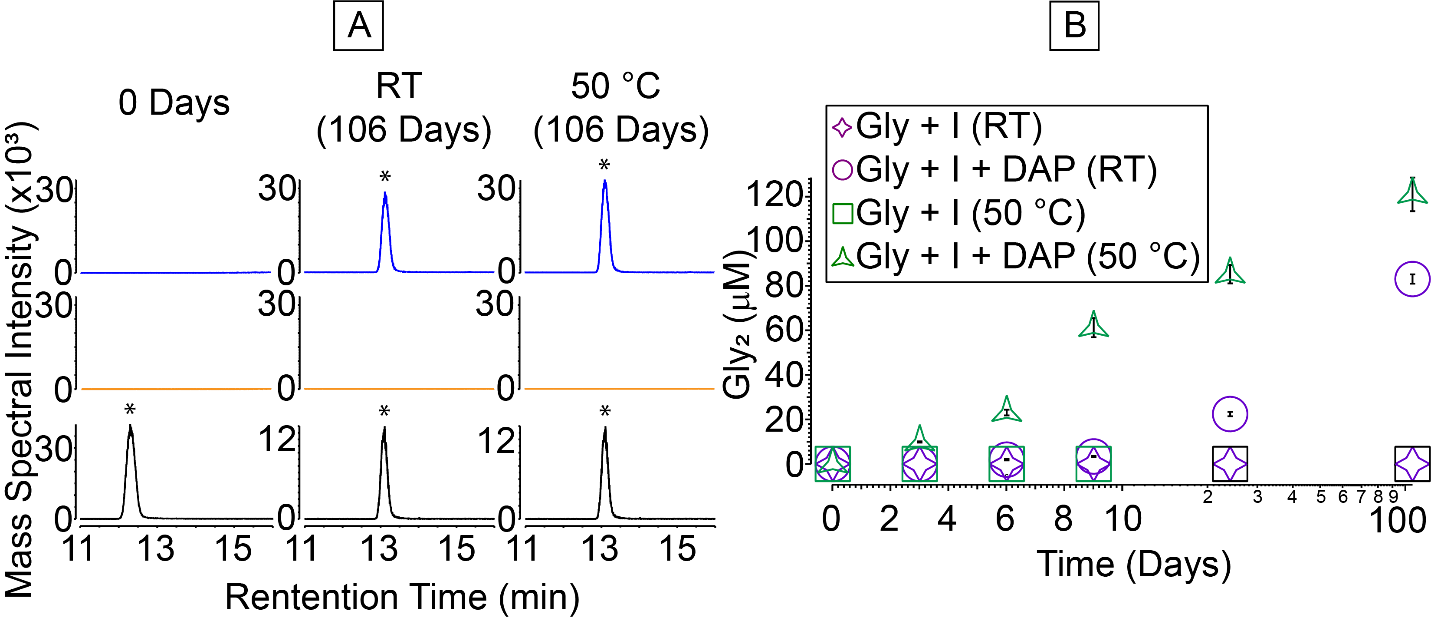 A
0 Days
RT
(106 Days)
50 °C
(106 Days)
Mass Spectral Intensity (x10³)
30
0
30
0
30
0
30
0
30
0
30
0
30
0
12
0
12
0
11 13 15
11 13 15
11 13 15
Rentention Time (min)
B
Gly + I (RT)
Gly + I + DAP (RT)
Gly + I (50 °C)
Gly + I + DAP (50 °C)
Gly₂ (μM)
120
100
80
60
40
20
0
2 3 4 5 6 7 8 9
0 2 4 6 8 10 100
Time (Days)
* * * * *